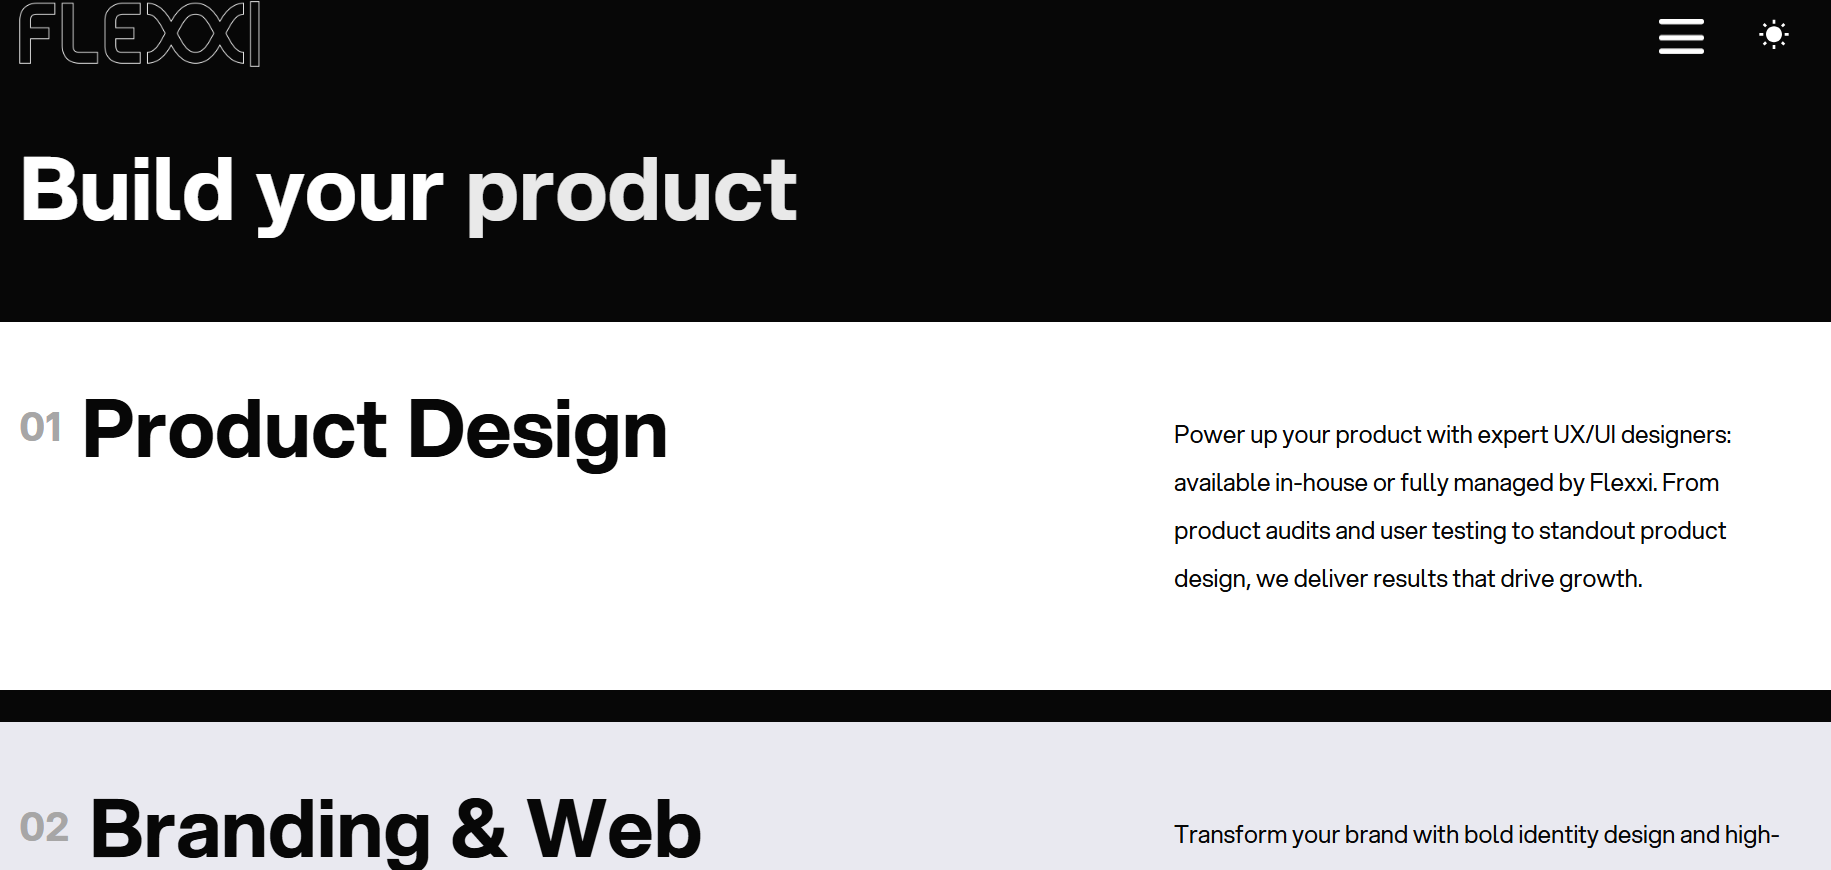 FLEXXI
Build your product
01 Product Design
Power up your product with expert UX/UI designers:
available in-house or fully managed by Flexxi. From
product audits and user testing to standout product
design, we deliver results that drive growth.
02 Branding & Web
Transform your brand with bold identity design and high-